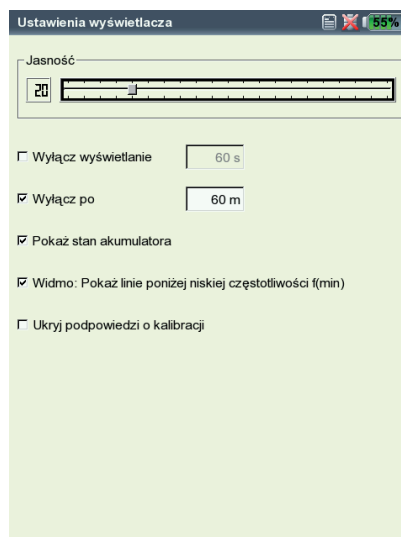 Ustawienia wyświetlacza 55%
Jasność
20
Wyłącz wyświetlanie 60 s
Wyłącz po 60 m
Pokaż stan akumulatora
Widmo: Pokaż linie poniżej niskiej częstotliwości f(min)
Ukryj podpowiedzi o kalibracji